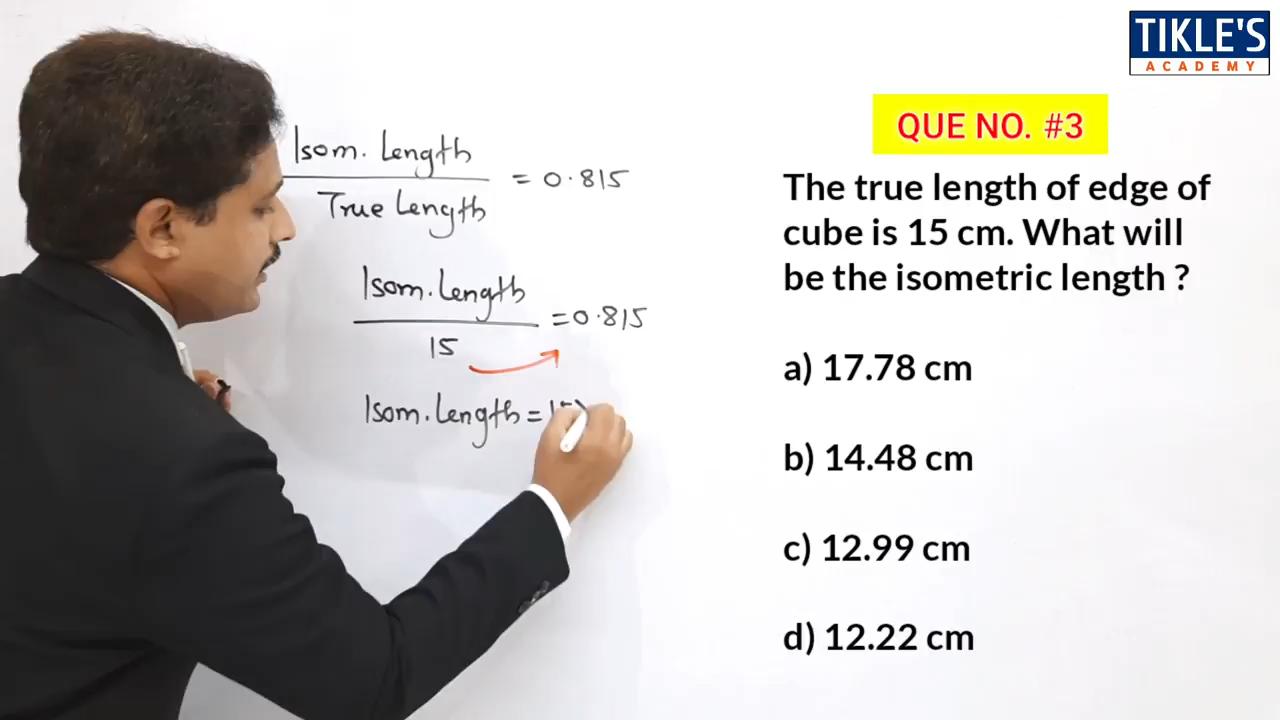 TIKLE'S
ACADEMY
Isom. Length
True Length
= 0.815
Isom. Length
15
= 0.815
Isom. Length =
QUE NO. #3
The true length of edge of
cube is 15 cm. What will
be the isometric length ?
a) 17.78 cm
b) 14.48 cm
c) 12.99 cm
d) 12.22 cm